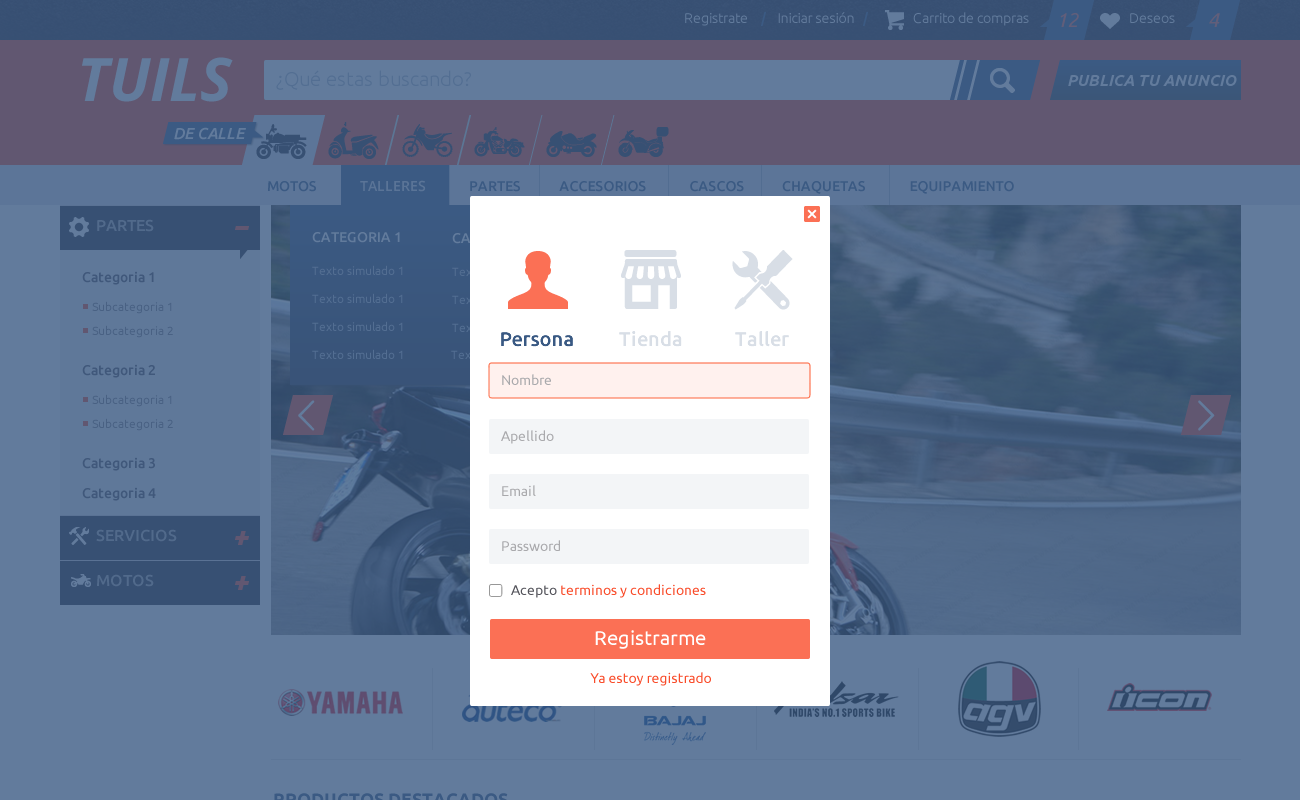 Registrate / Iniciar sesión / Carrito de compras 12 Deseos 4
TUILS
¿Qué estas buscando?
PUBLICA TU ANUNCIO
DE CALLE
MOTOS TALLERES PARTES ACCESORIOS CASCOS CHAQUETAS EQUIPAMIENTO
PARTES
Categoria 1
Subcategoria 1
Subcategoria 2
Categoria 2
Subcategoria 1
Subcategoria 2
Categoria 3
Categoria 4
SERVICIOS
MOTOS
CATEGORIA 1
Texto simulado 1
Texto simulado 1
Texto simulado 1
Texto simulado 1
CA
Tex
Tex
Tex
Tex
Persona Tienda Taller
Nombre
Apellido
Email
Password
Acepto terminos y condiciones
Registrarme
Ya estoy registrado
YAMAHA
auteco
BAJAJ
Distinctly Ahead
INDIA'S NO.1 SPORTS BIKE
agv
icon
PRODUCTOS DESTACADOS